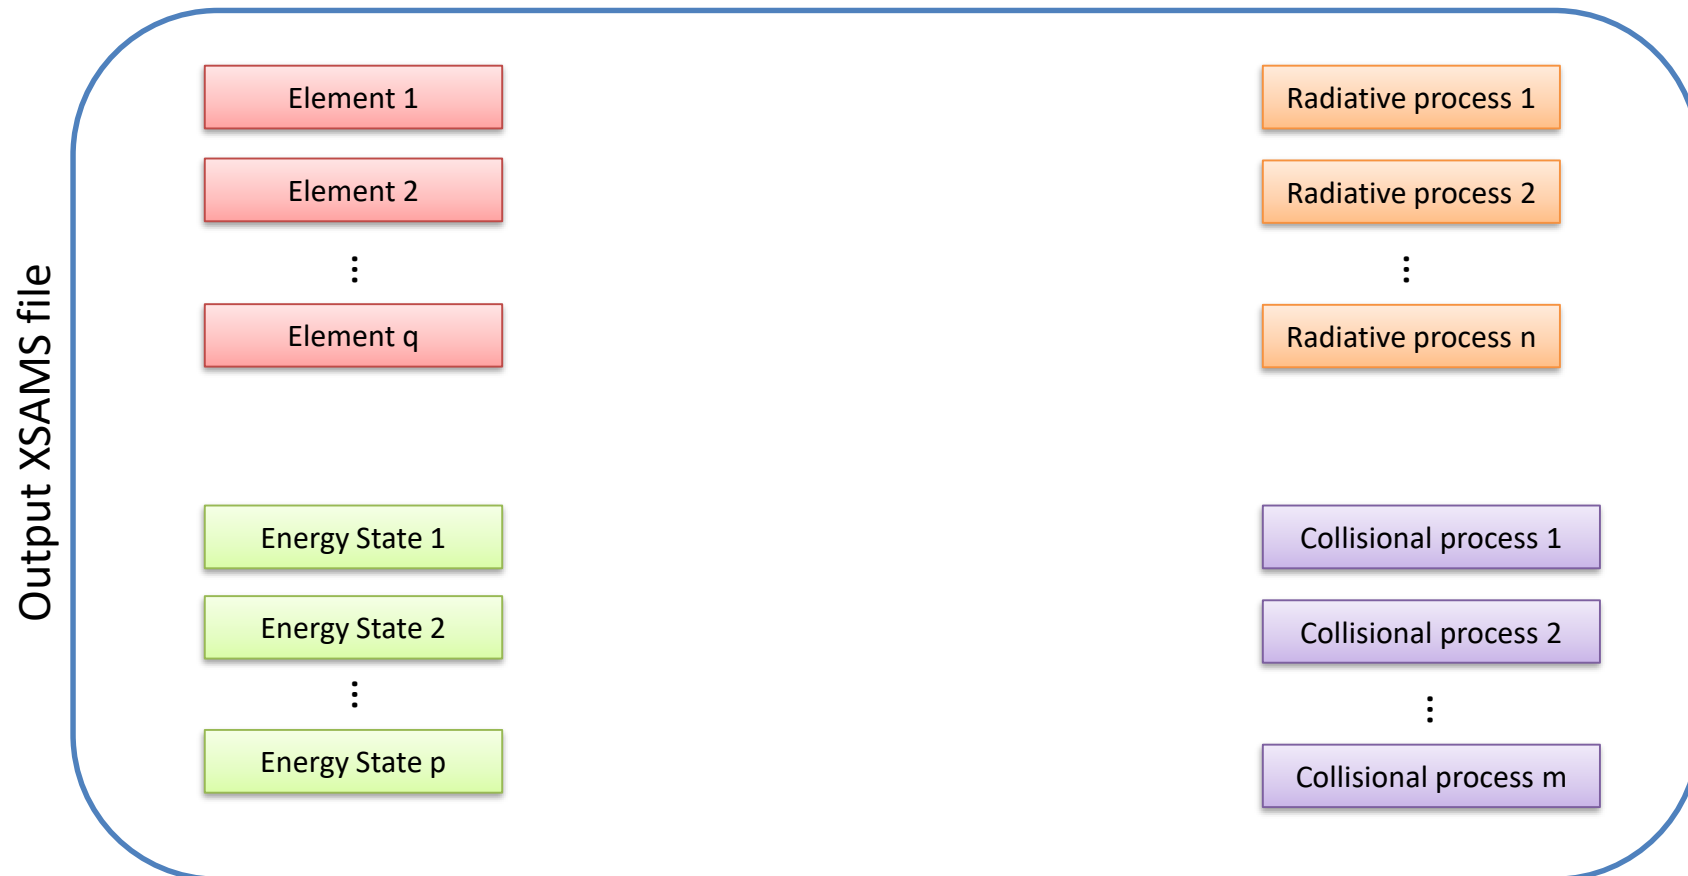 Output XSAMS file
Element 1
Element 2
...
Element q
Energy State 1
Energy State 2
...
Energy State p
Radiative process 1
Radiative process 2
...
Radiative process n
Collisional process 1
Collisional process 2
...
Collisional process m